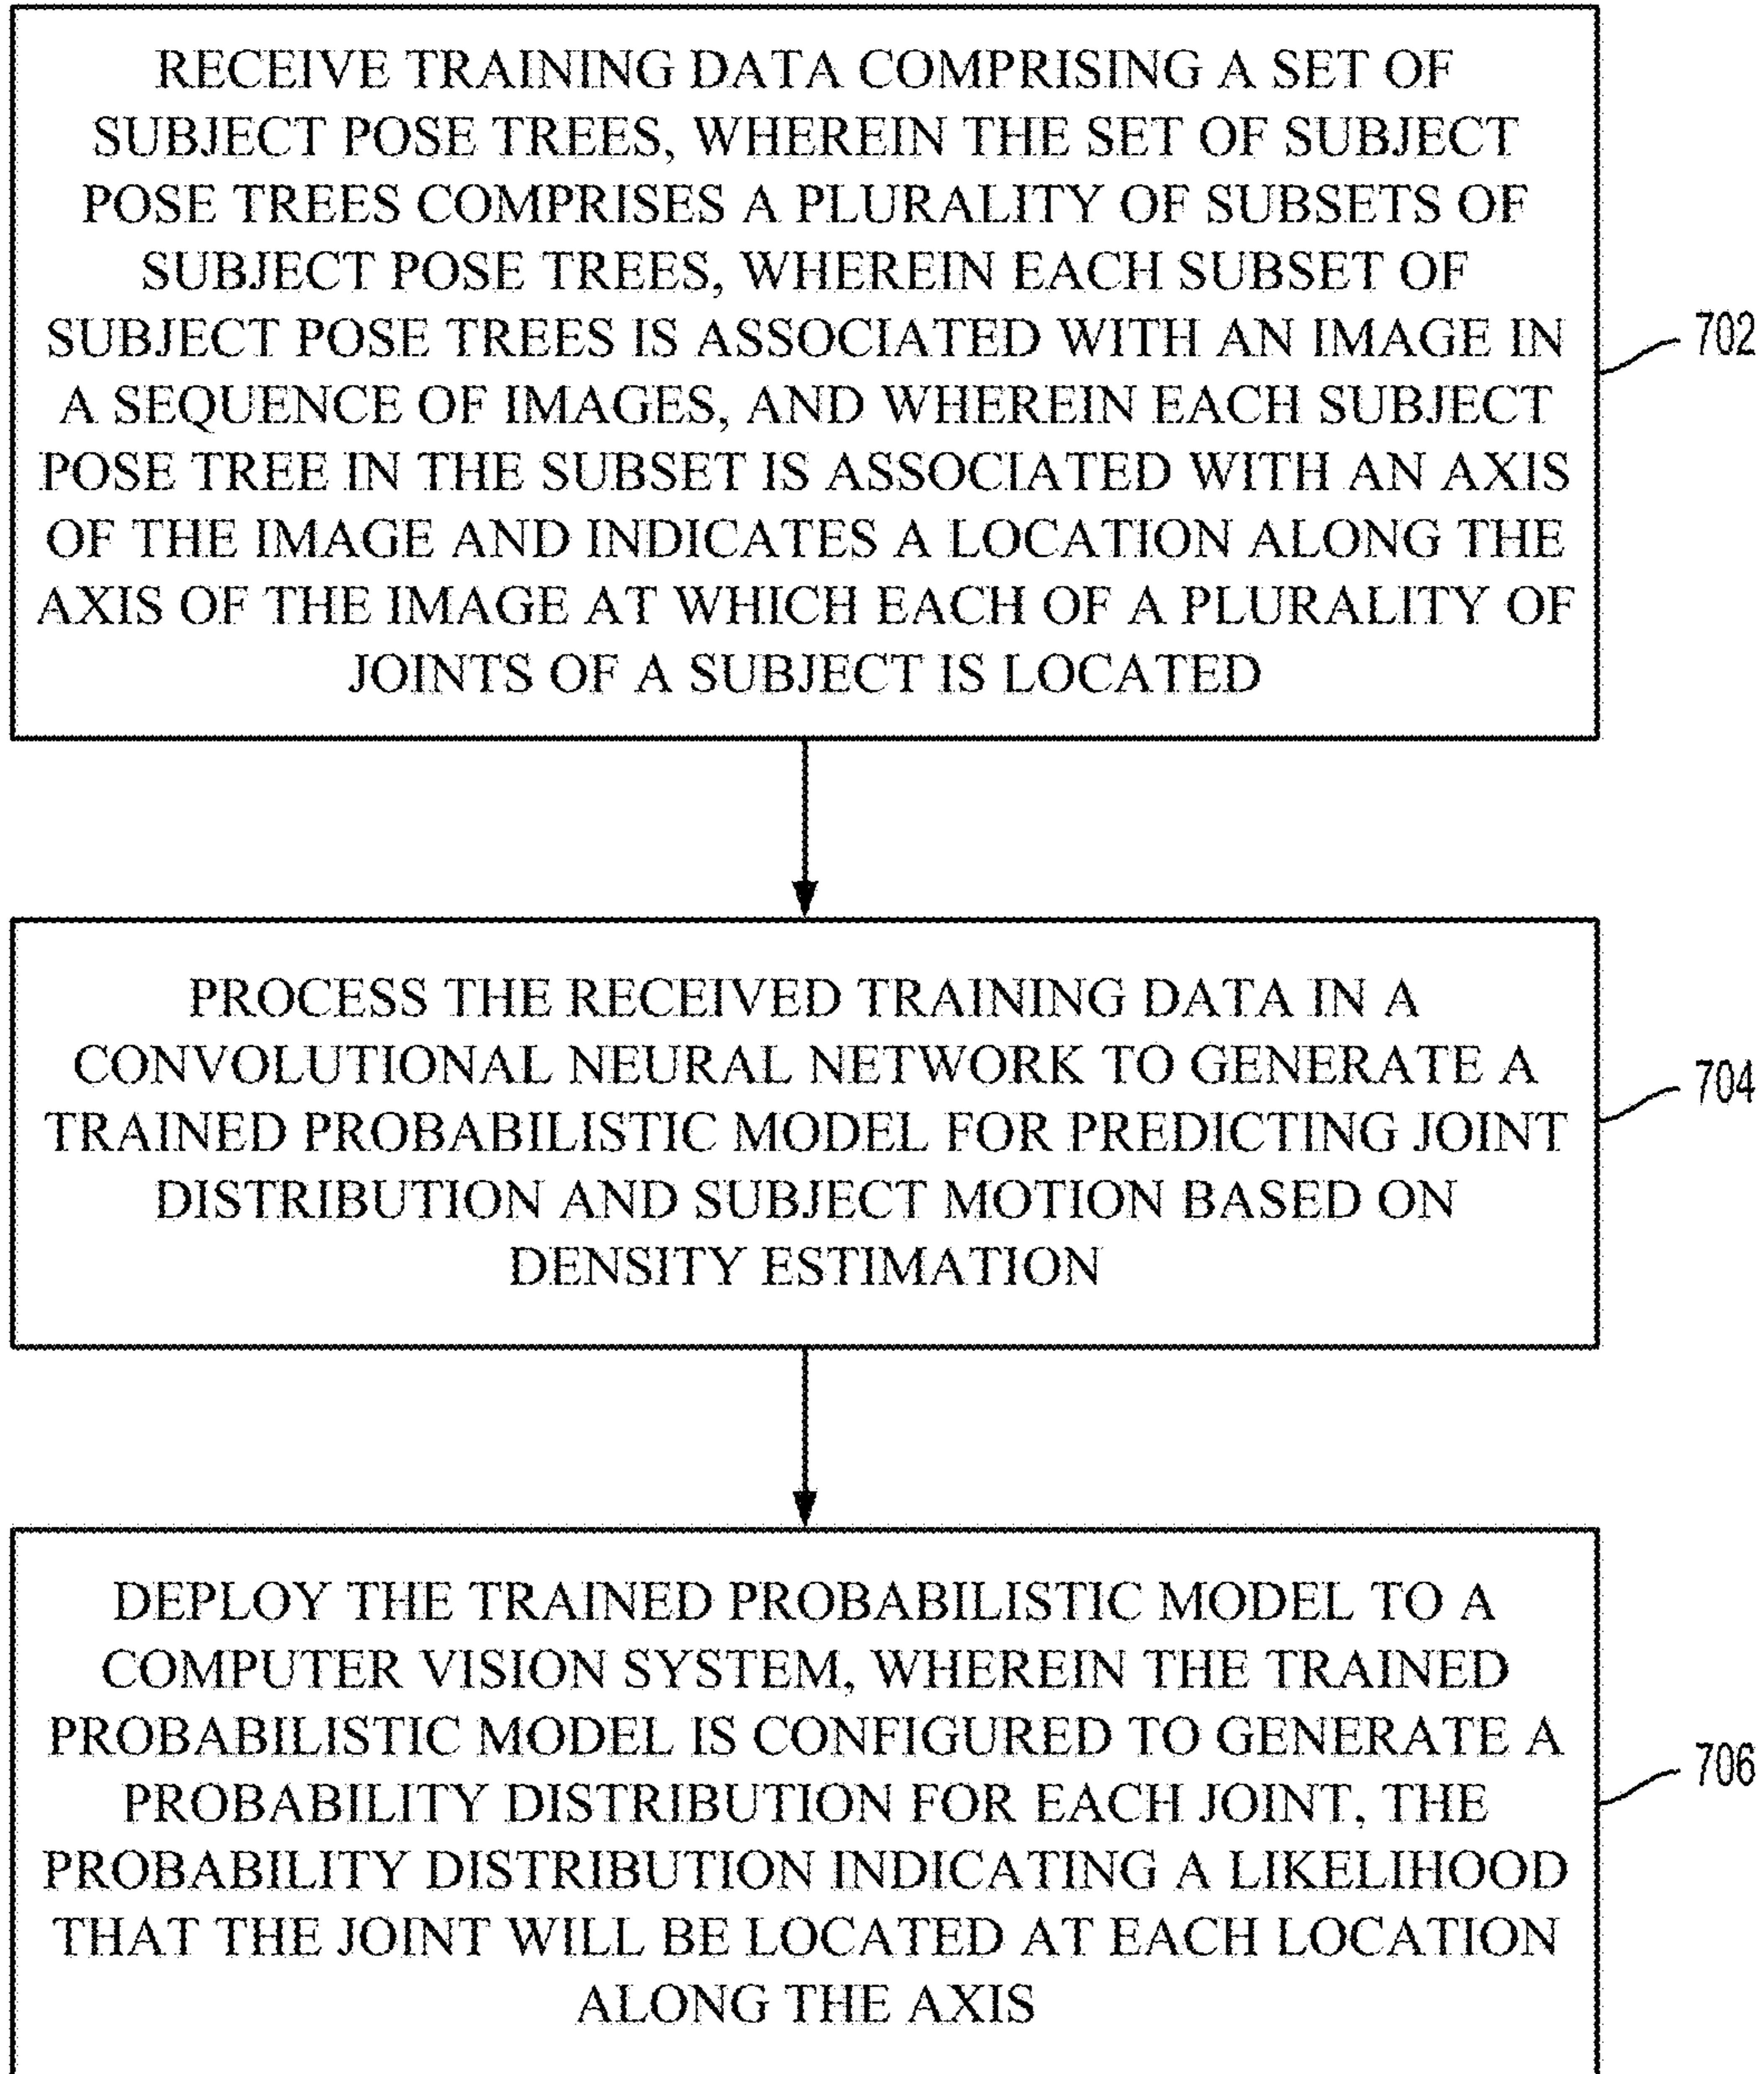 RECEIVE TRAINING DATA COMPRISING A SET OF
SUBJECT POSE TREES, WHEREIN THE SET OF SUBJECT
POSE TREES COMPRISES A PLURALITY OF SUBSETS OF
SUBJECT POSE TREES, WHEREIN EACH SUBSET OF
SUBJECT POSE TREES IS ASSOCIATED WITH AN IMAGE IN
A SEQUENCE OF IMAGES, AND WHEREIN EACH SUBJECT
POSE TREE IN THE SUBSET IS ASSOCIATED WITH AN AXIS
OF THE IMAGE AND INDICATES A LOCATION ALONG THE
AXIS OF THE IMAGE AT WHICH EACH OF A PLURALITY OF
JOINTS OF A SUBJECT IS LOCATED
702
PROCESS THE RECEIVED TRAINING DATA IN A
CONVOLUTIONAL NEURAL NETWORK TO GENERATE A
TRAINED PROBABILISTIC MODEL FOR PREDICTING JOINT
DISTRIBUTION AND SUBJECT MOTION BASED ON
DENSITY ESTIMATION
704
DEPLOY THE TRAINED PROBABILISTIC MODEL TO A
COMPUTER VISION SYSTEM, WHEREIN THE TRAINED
PROBABILISTIC MODEL IS CONFIGURED TO GENERATE A
PROBABILITY DISTRIBUTION FOR EACH JOINT, THE
PROBABILITY DISTRIBUTION INDICATING A LIKELIHOOD
THAT THE JOINT WILL BE LOCATED AT EACH LOCATION
ALONG THE AXIS
706